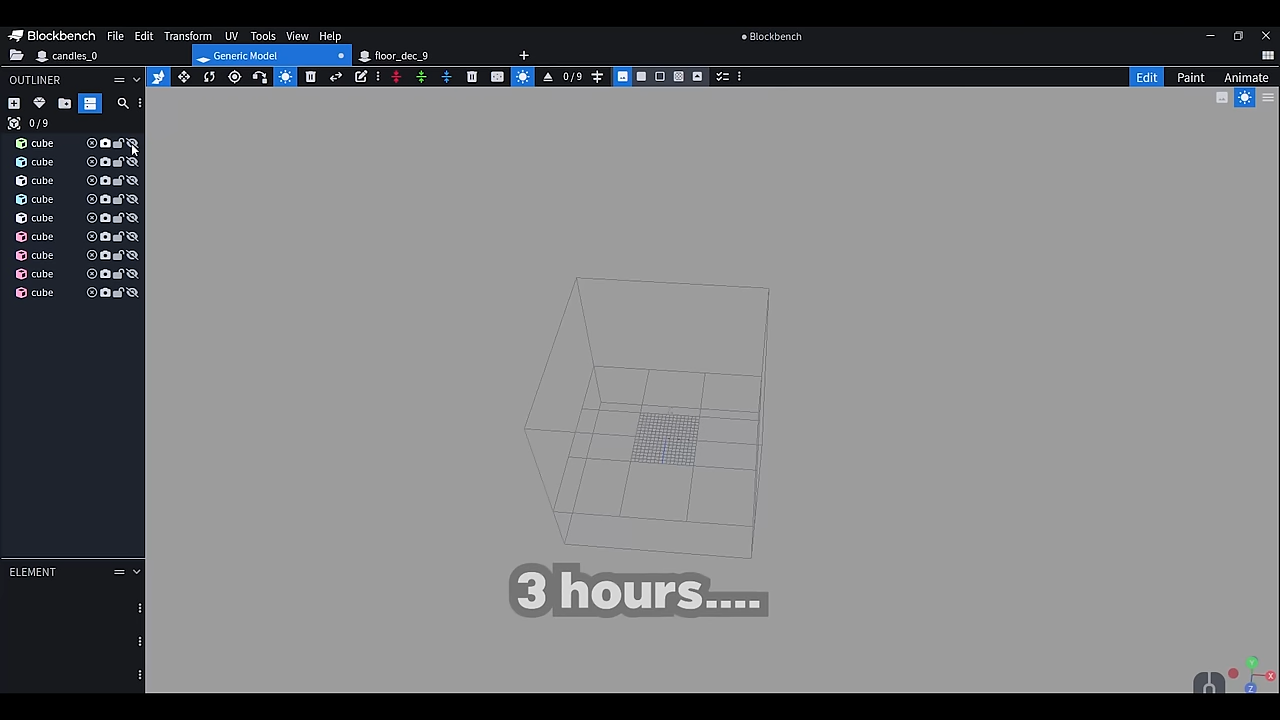 Blockbench File Edit Transform UV Tools View Help
Blockbench
candles_0
Generic Model
floor_dec_9
OUTLINER
0/9
Edit Paint Animate
0/9
cube
cube
cube
cube
cube
cube
cube
cube
cube
ELEMENT
3 hours....
Y
X
Z